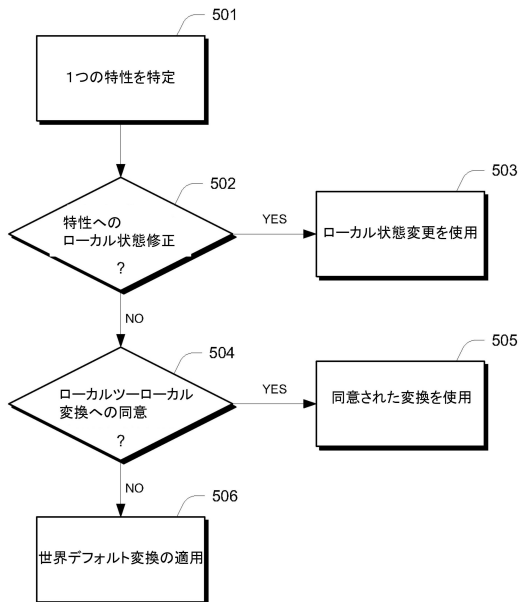 501
1つの特性を特定
502
特性への
ローカル状態修正
?
YES
503
ローカル状態変更を使用
NO
504
ローカルツーローカル
変換への同意
?
YES
505
同意された変換を使用
NO
506
世界デフォルト変換の適用